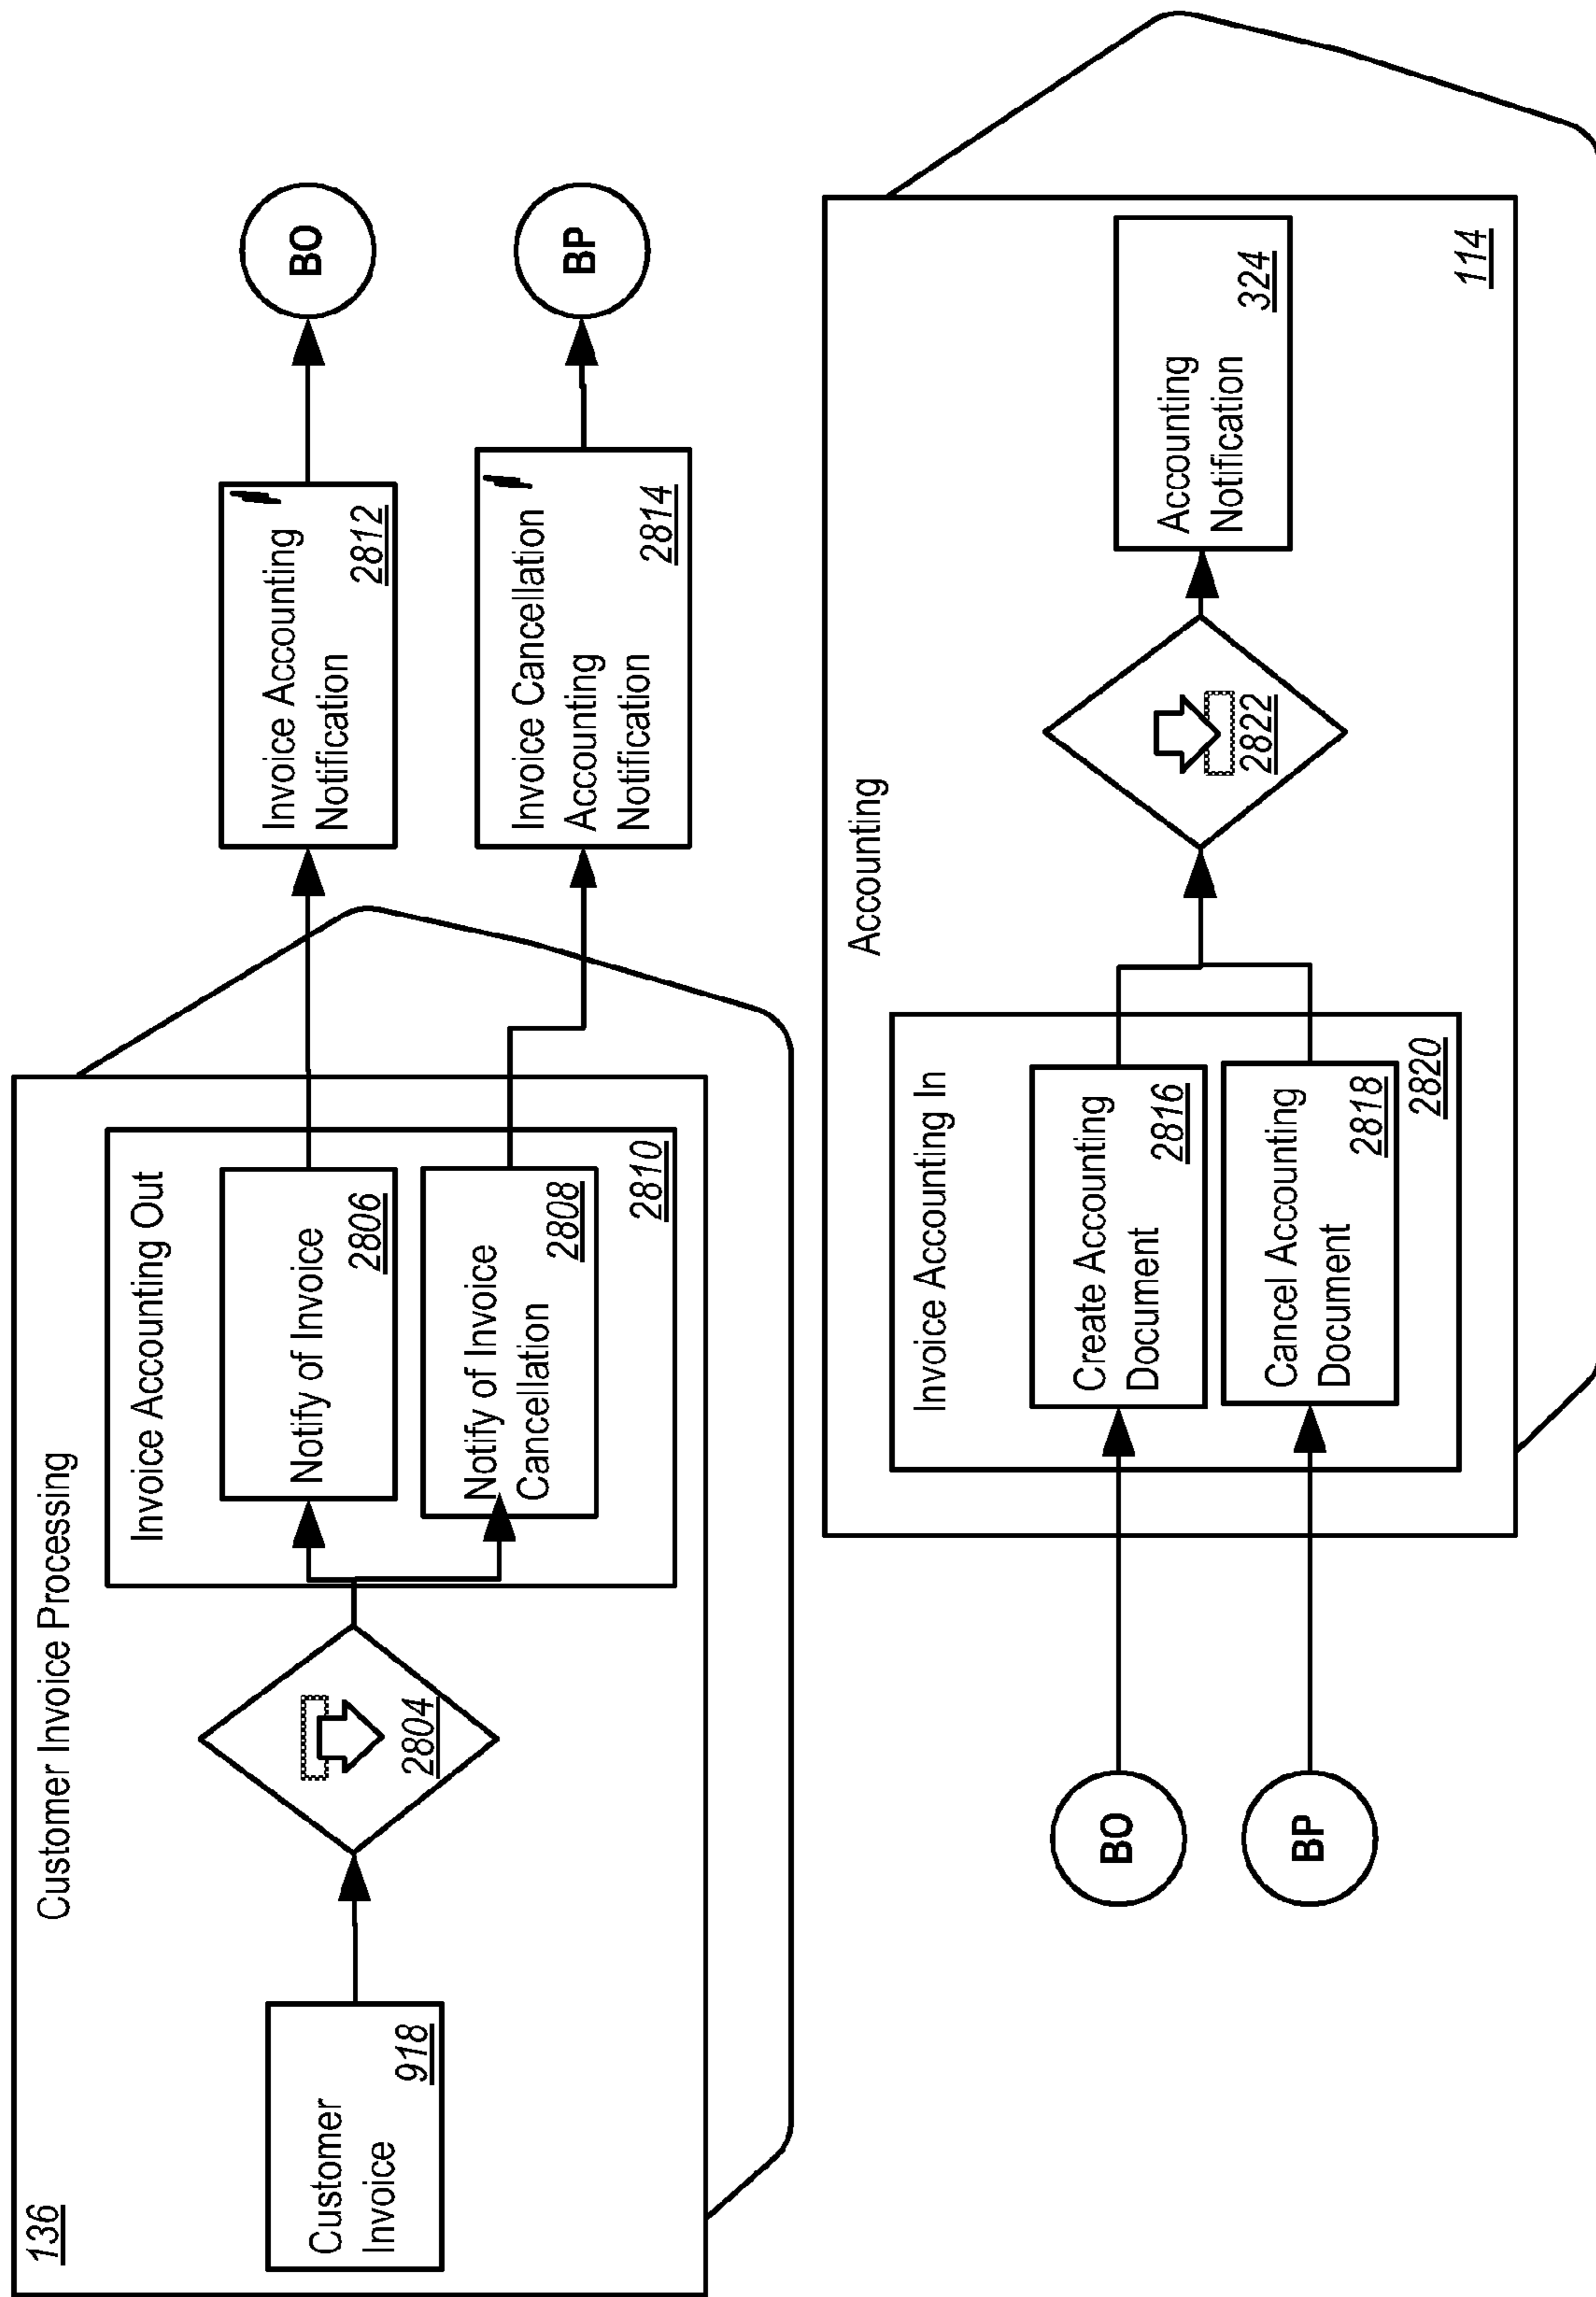 136
Customer Invoice Processing
Customer
Invoice
918
2804
Invoice Accounting Out
Notify of Invoice
2806
Notify of Invoice
Cancellation
2808
2810
Invoice Accounting
Notification
2812
Invoice Cancellation
Accounting
Notification
2814
BO
BP
BO
BP
Accounting
Invoice Accounting In
Create Accounting
Document
2816
Cancel Accounting
Document
2818
2820
2822
Accounting
Notification
324
114